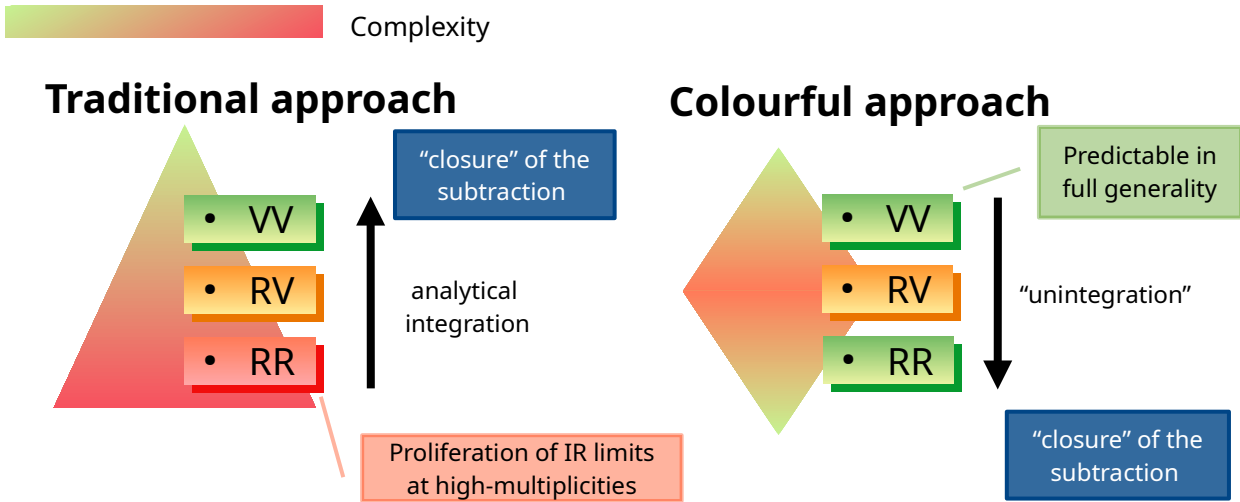 Complexity
Traditional approach
“closure” of the
subtraction
• VV
• RV
• RR
analytical
integration
Proliferation of IR limits
at high-multiplicities
Colourful approach
Predictable in
full generality
• VV
• RV
• RR
“unintegration”
“closure” of the
subtraction